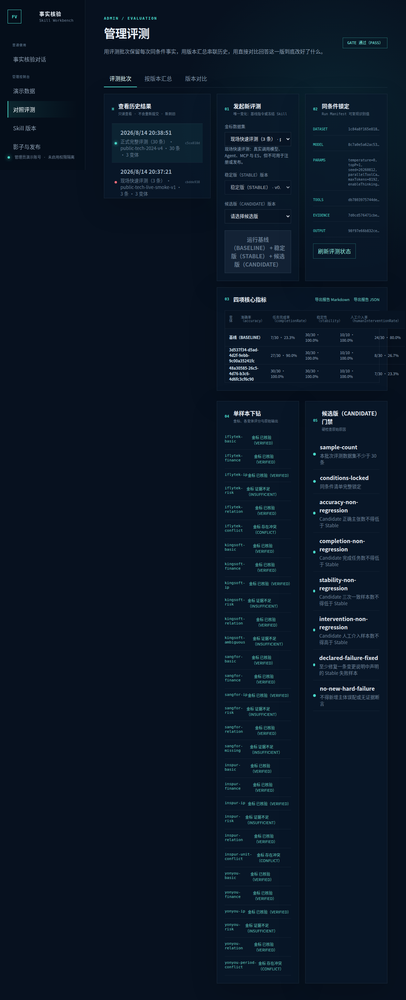 FV
事实核验
Skill Workbench
普通使用
事实核验对话
管理控制台
演示数据
对照评测
Skill 版本
影子与发布
管理员演示账号 · 未启用权限隔离
ADMIN / EVALUATION
管理评测
用评测批次保留每次同条件事实，用版本汇总串联历史，用直接对比回答这一版到底改好了什么。
GATE 通过（PASS）
评测批次
按版本汇总
版本对比
H 查看历史结果
只读查看 · 不会重新提交 · 新到旧
2026/8/14 20:38:51
正式完整评测（30 条） ·
public-tech-2024-v4 · 30 条
· 3 变体
c5ce810d
2026/8/14 20:37:21
现场快速评测（3 条） ·
public-tech-live-smoke-v1 ·
3 条 · 3 变体
cbdde938
01 发起新评测
唯一变化：基线指令或冻结 Skill
金标数据集
现场快速评测（3 条） · p
现场快速评测：真实调用模型、
Agent、MCP 与 ES，但不可用于注
册或发布。
稳定版（STABLE）版本
稳定版（STABLE） · v0.
候选版（CANDIDATE）版本
请选择候选版
运行基线
（BASELINE） + 稳定
版（STABLE） + 候选
版（CANDIDATE）
02 同条件锁定
Run Manifest 可复现识别值
DATASET 1c84a8f165e818…
MODEL 8c7a0e5a62ac53…
PARAMS temperature=0,
topP=1,
seed=20260812,
parallelToolCa…
maxTokens=8192,
enableThinking…
TOOLS db7803975744de…
EVIDENCE 7d0cd576471cbe…
OUTPUT 98f97e66b832ce…
刷新评测状态
03 四项核心指标
导出报告 Markdown 导出报告 JSON
变体 准确率（accuracy） 任务完成率（completionRate） 稳定性（stability） 人工介入率（humanInterventionRate）
基线（BASELINE） 7/30 · 23.3% 30/30 · 100.0% 10/10 · 100.0% 24/30 · 80.0%
3d537f34-d5ad-
4d2f-9ebb-
9c00a35241fc
27/30 · 90.0% 30/30 · 100.0% 10/10 · 100.0% 8/30 · 26.7%
48a30585-26c5-
4d76-b3c6-
4d6fc3cf6c90
30/30 · 100.0% 30/30 · 100.0% 10/10 · 100.0% 7/30 · 23.3%
04 单样本下钻
金标、各变体评分与原始输出
iflytek-basic 金标 已核验（VERIFIED）
iflytek-finance 金标 已核验（VERIFIED）
iflytek-ip 金标 已核验（VERIFIED）
iflytek-risk 金标 证据不足（INSUFFICIENT）
iflytek-relation 金标 已核验（VERIFIED）
iflytek-conflict 金标 存在冲突（CONFLICT）
kingsoft-basic 金标 已核验（VERIFIED）
kingsoft-finance 金标 已核验（VERIFIED）
kingsoft-ip 金标 已核验（VERIFIED）
kingsoft-risk 金标 证据不足（INSUFFICIENT）
kingsoft-relation 金标 已核验（VERIFIED）
kingsoft-ambiguous 金标 证据不足（INSUFFICIENT）
sangfor-basic 金标 已核验（VERIFIED）
sangfor-finance 金标 已核验（VERIFIED）
sangfor-ip 金标 已核验（VERIFIED）
sangfor-risk 金标 证据不足（INSUFFICIENT）
sangfor-relation 金标 已核验（VERIFIED）
sangfor-missing 金标 证据不足（INSUFFICIENT）
inspur-basic 金标 已核验（VERIFIED）
inspur-finance 金标 已核验（VERIFIED）
inspur-ip 金标 已核验（VERIFIED）
inspur-risk 金标 证据不足（INSUFFICIENT）
inspur-relation 金标 已核验（VERIFIED）
inspur-unit-conflict 金标 存在冲突（CONFLICT）
yonyou-basic 金标 已核验（VERIFIED）
yonyou-finance 金标 已核验（VERIFIED）
yonyou-ip 金标 已核验（VERIFIED）
yonyou-risk 金标 证据不足（INSUFFICIENT）
yonyou-relation 金标 已核验（VERIFIED）
yonyou-period-conflict 金标 存在冲突（CONFLICT）
05 候选版（CANDIDATE）
门禁
硬检查原始原因
sample-count
本批次评测数据集不少于 30
条
conditions-locked
同条件清单完整锁定
accuracy-non-
regression
Candidate 正确主张数不得低
于 Stable
completion-non-
regression
Candidate 完成任务数不得低
于 Stable
stability-non-
regression
Candidate 三次一致样本数不
得低于 Stable
intervention-non-
regression
Candidate 人工介入样本数不
得高于 Stable
declared-failure-fixed
至少修复一条变更说明中声明
的 Stable 失败样本
no-new-hard-failure
不得新增主体误配或无证据断
言